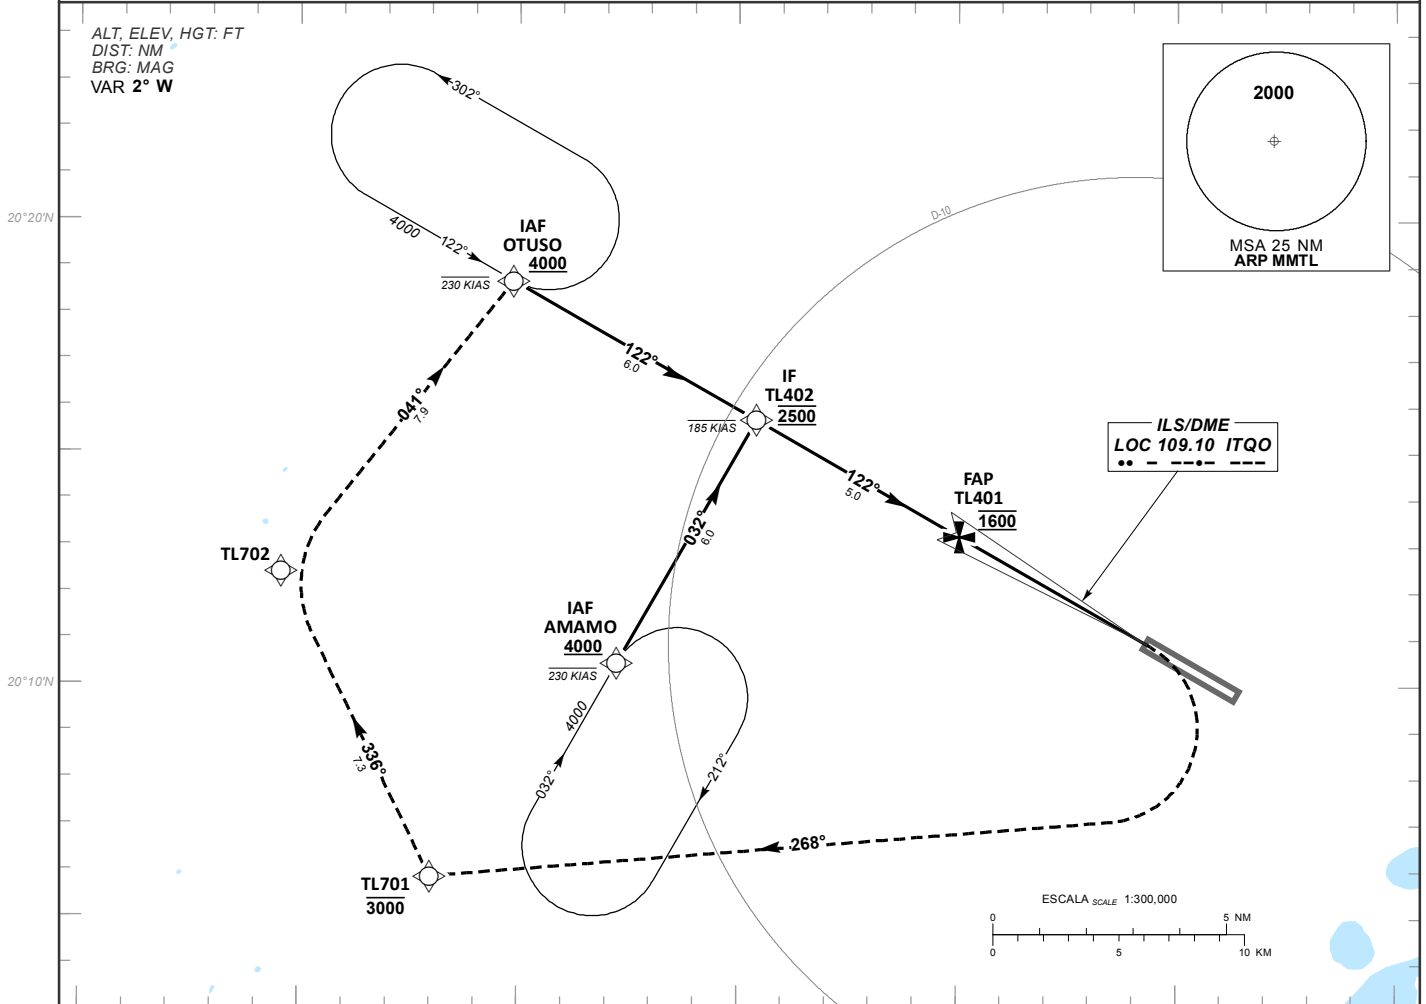 ALT, ELEV, HGT: FT
DIST: NM
BRG: MAG
VAR 2° W
302°
2000
MSA 25 NM
ARP MMTL
20°20'N
4000
122°
IAF
OTUSO
4000
230 KIAS
D-10
122°
6.0
041°
7.9
IF
TL402
2500
185 KIAS
122°
5.0
ILS/DME
LOC 109.10 ITQO
FAP
TL401
1600
032°
6.0
TL702
IAF
AMAMO
4000
230 KIAS
20°10'N
4000
032°
212°
336°
7.3
268°
TL701
3000
ESCALA SCALE 1:300,000
0 5 NM
0 5 10 KM